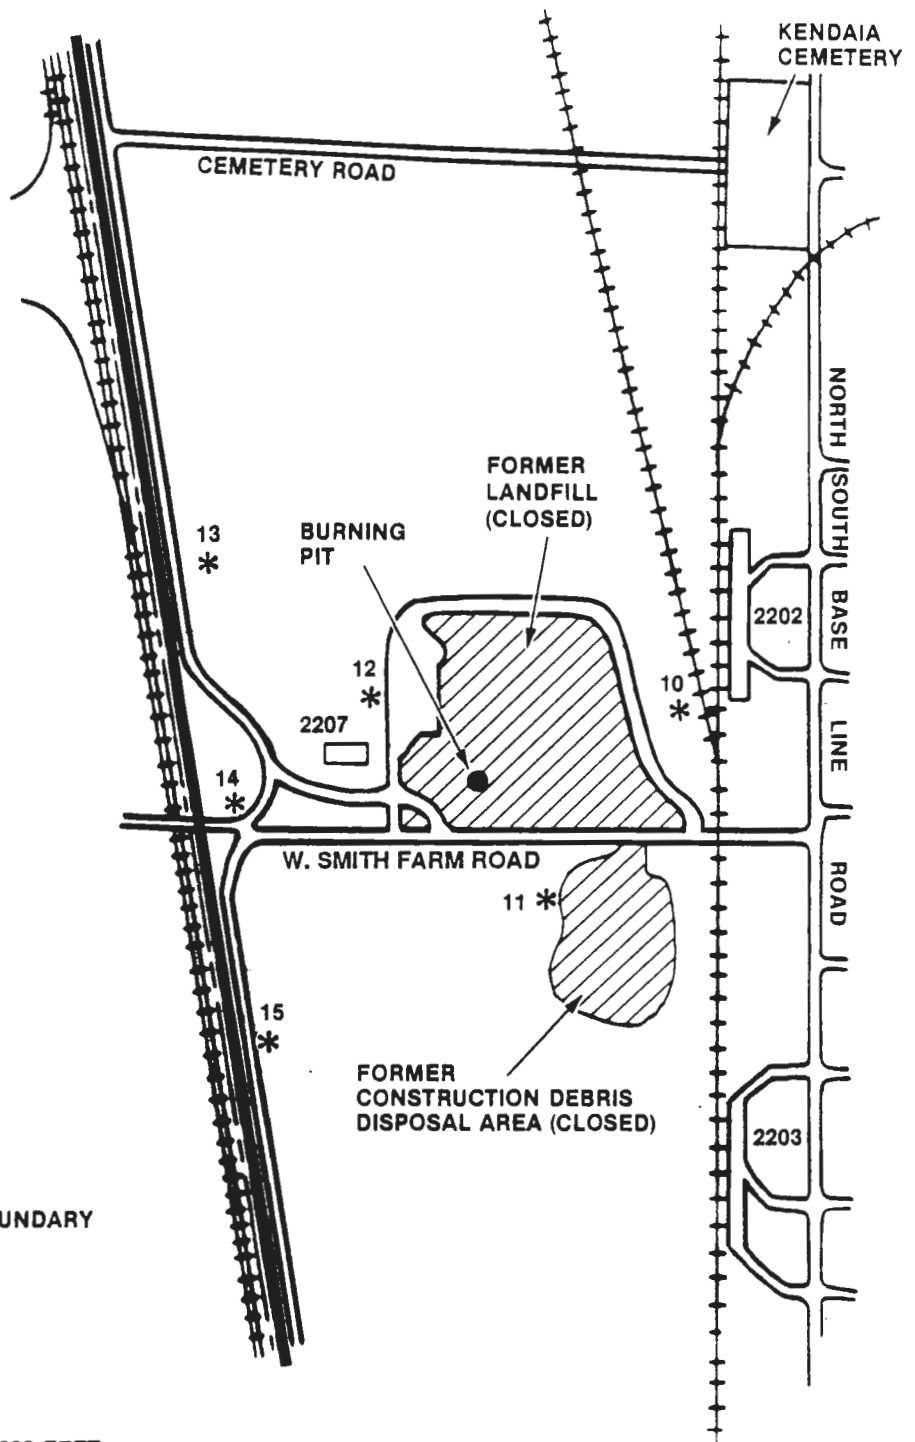 KENDAIA
CEMETERY
CEMETERY ROAD
NORTH / SOUTH BASE LINE ROAD
FORMER
LANDFILL
(CLOSED)
BURNING
PIT
13
12
10
2202
2207
14
W. SMITH FARM ROAD
11
15
FORMER
CONSTRUCTION DEBRIS
DISPOSAL AREA (CLOSED)
2203
UNDARY